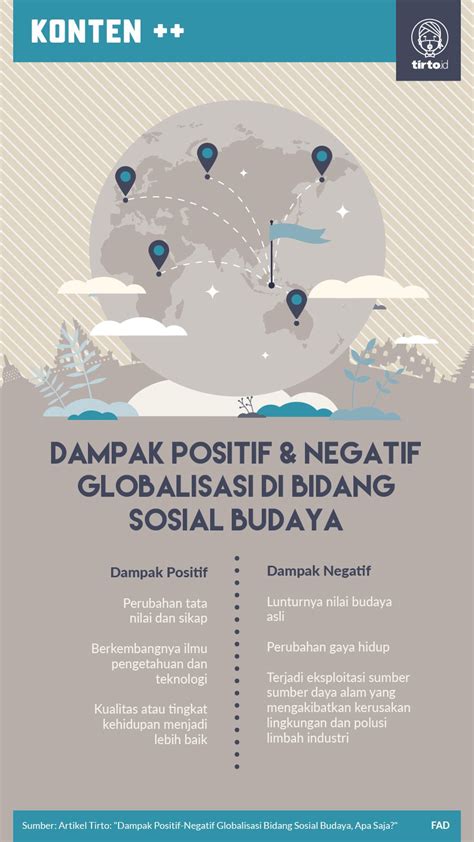 KONTEN ++
tirto.id
DAMPAK POSITIF & NEGATIF
GLOBALISASI DI BIDANG
SOSIAL BUDAYA
Dampak Positif
Perubahan tata
nilai dan sikap
Berkembangnya ilmu
pengetahuan dan
teknologi
Kualitas atau tingkat
kehidupan menjadi
lebih baik
Dampak Negatif
Lunturnya nilai budaya
asli
Perubahan gaya hidup
Terjadi eksploitasi sumber
sumber daya alam yang
mengakibatkan kerusakan
lingkungan dan polusi
limbah industri
Sumber: Artikel Tirto: "Dampak Positif-Negatif Globalisasi Bidang Sosial Budaya, Apa Saja?"
FAD